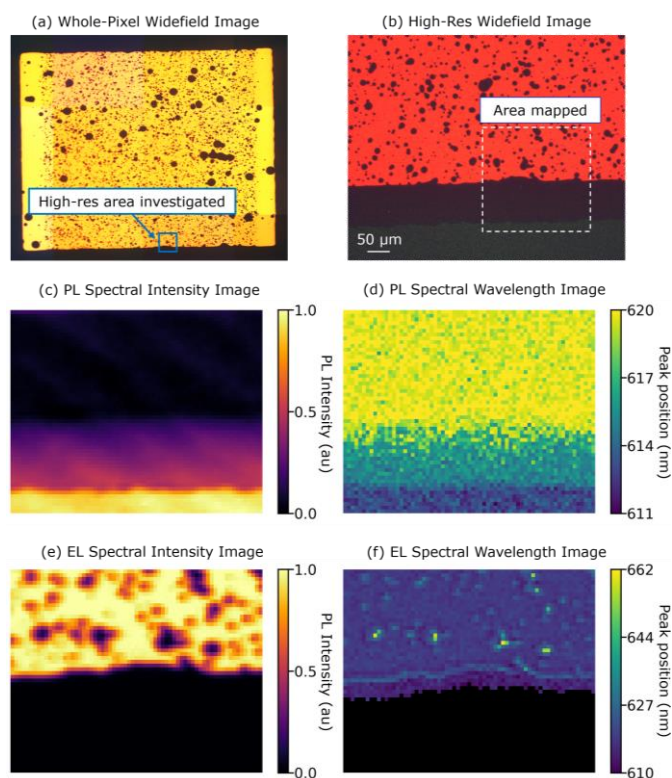 (a) Whole-Pixel Widefield Image
(b) High-Res Widefield Image
High-res area investigated
Area mapped
50 μm
(c) PL Spectral Intensity Image
(d) PL Spectral Wavelength Image
1.0
0.5
0.0
PL Intensity (au)
620
617
614
611
Peak position (nm)
(e) EL Spectral Intensity Image
(f) EL Spectral Wavelength Image
1.0
0.5
0.0
PL Intensity (au)
662
644
627
610
Peak position (nm)